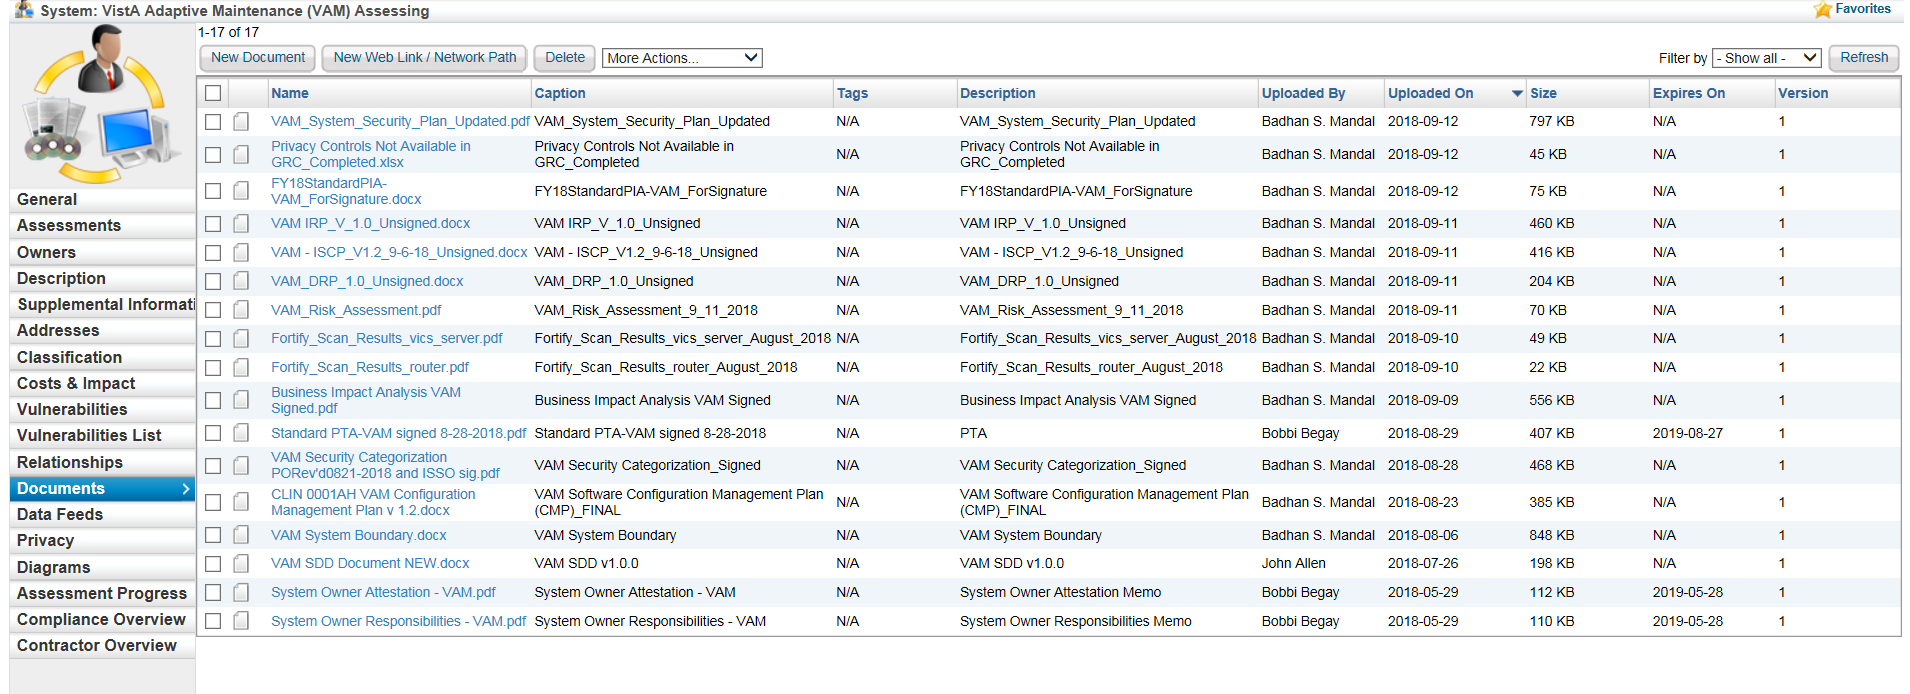 System: VistA Adaptive Maintenance (VAM) Assessing
Favorites
1-17 of 17
New Document New Web Link / Network Path Delete More Actions... Filter by - Show all - Refresh
Name Caption Tags Description Uploaded By Uploaded On Size Expires On Version
VAM_System_Security_Plan_Updated.pdf VAM_System_Security_Plan_Updated N/A VAM_System_Security_Plan_Updated Badhan S. Mandal 2018-09-12 797 KB N/A 1
Privacy Controls Not Available in Privacy Controls Not Available in Privacy Controls Not Available in
GRC_Completed.xlsx GRC_Completed N/A GRC_Completed Badhan S. Mandal 2018-09-12 45 KB N/A 1
FY18StandardPIA-
VAM_ForSignature.docx FY18StandardPIA-VAM_ForSignature N/A FY18StandardPIA-VAM_ForSignature Badhan S. Mandal 2018-09-12 75 KB N/A 1
VAM IRP_V_1.0_Unsigned.docx VAM IRP_V_1.0_Unsigned N/A VAM IRP_V_1.0_Unsigned Badhan S. Mandal 2018-09-11 460 KB N/A 1
VAM - ISCP_V1.2_9-6-18_Unsigned.docx VAM - ISCP_V1.2_9-6-18_Unsigned N/A VAM - ISCP_V1.2_9-6-18_Unsigned Badhan S. Mandal 2018-09-11 416 KB N/A 1
VAM_DRP_1.0_Unsigned.docx VAM_DRP_1.0_Unsigned N/A VAM_DRP_1.0_Unsigned Badhan S. Mandal 2018-09-11 204 KB N/A 1
VAM_Risk_Assessment.pdf VAM_Risk_Assessment_9_11_2018 N/A VAM_Risk_Assessment_9_11_2018 Badhan S. Mandal 2018-09-11 70 KB N/A 1
Fortify_Scan_Results_vics_server.pdf Fortify_Scan_Results_vics_server_August_2018 N/A Fortify_Scan_Results_vics_server_August_2018 Badhan S. Mandal 2018-09-10 49 KB N/A 1
Fortify_Scan_Results_router.pdf Fortify_Scan_Results_router_August_2018 N/A Fortify_Scan_Results_router_August_2018 Badhan S. Mandal 2018-09-10 22 KB N/A 1
Business Impact Analysis VAM
Signed.pdf Business Impact Analysis VAM Signed N/A Business Impact Analysis VAM Signed Badhan S. Mandal 2018-09-09 556 KB N/A 1
Standard PTA-VAM signed 8-28-2018.pdf Standard PTA-VAM signed 8-28-2018 N/A PTA Bobbi Begay 2018-08-29 407 KB 2019-08-27 1
VAM Security Categorization
PORev'd0821-2018 and ISSO sig.pdf VAM Security Categorization_Signed N/A VAM Security Categorization_Signed Badhan S. Mandal 2018-08-28 468 KB N/A 1
CLIN 0001AH VAM Configuration VAM Software Configuration Management Plan VAM Software Configuration Management Plan
Management Plan v 1.2.docx (CMP)_FINAL N/A (CMP)_FINAL Badhan S. Mandal 2018-08-23 385 KB N/A 1
VAM System Boundary.docx VAM System Boundary N/A VAM System Boundary Badhan S. Mandal 2018-08-06 848 KB N/A 1
VAM SDD Document NEW.docx VAM SDD v1.0.0 N/A VAM SDD v1.0.0 John Allen 2018-07-26 198 KB N/A 1
System Owner Attestation - VAM.pdf System Owner Attestation - VAM N/A System Owner Attestation Memo Bobbi Begay 2018-05-29 112 KB 2019-05-28 1
System Owner Responsibilities - VAM.pdf System Owner Responsibilities - VAM N/A System Owner Responsibilities Memo Bobbi Begay 2018-05-29 110 KB 2019-05-28 1
General
Assessments
Owners
Description
Supplemental Informati
Addresses
Classification
Costs & Impact
Vulnerabilities
Vulnerabilities List
Relationships
Documents
Data Feeds
Privacy
Diagrams
Assessment Progress
Compliance Overview
Contractor Overview